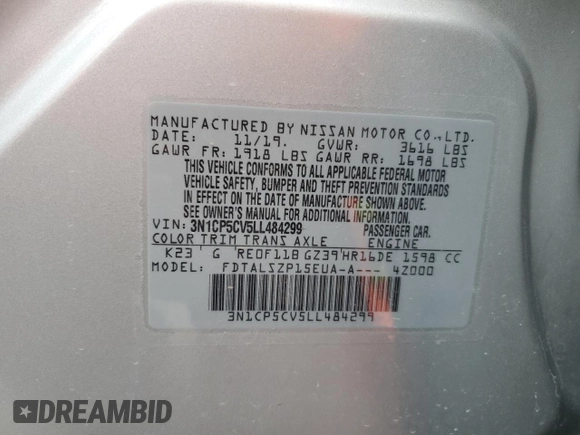 MANUFACTURED BY NISSAN MOTOR CO.,LTD.
DATE: 11/19. GVWR: 3616 LBS
GAWR FR: 1918 LBS GAWR RR: 1698 LBS
THIS VEHICLE CONFORMS TO ALL APPLICABLE FEDERAL MOTOR
VEHICLE SAFETY, BUMPER AND THEFT PREVENTION STANDARDS
IN EFFECT ON THE DATE OF MANUFACTURE SHOWN ABOVE.
SEE OWNER'S MANUAL FOR ADDITIONAL INFORMATION.
VIN: 3N1CP5CV5LL484299 PASSENGER CAR.
COLOR TRIM TRANS AXLE ENGINE
K23 G RE0F11B GZ39 HR16DE 1598 CC
MODEL: FDTALSZP15EUA-A--- 4Z000
3N1CP5CV5LL484299
DREAMBID